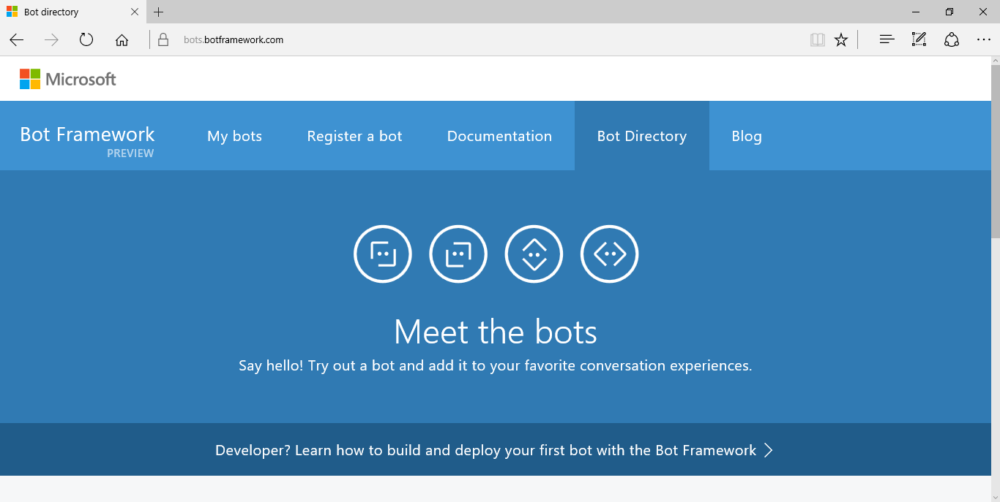 Bot directory
bots.botframework.com
Microsoft
Bot Framework
PREVIEW
My bots
Register a bot
Documentation
Bot Directory
Blog
Meet the bots
Say hello! Try out a bot and add it to your favorite conversation experiences.
Developer? Learn how to build and deploy your first bot with the Bot Framework